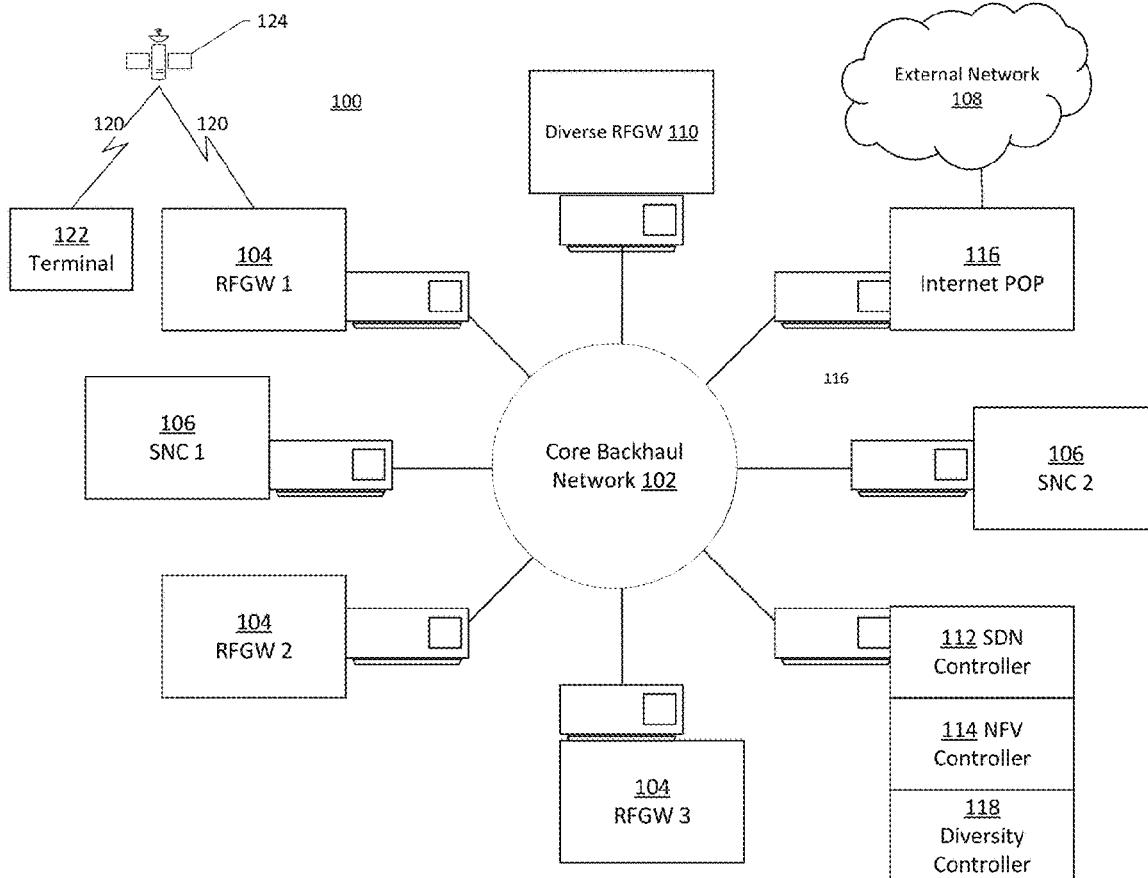 124
External Network
108
100
120
120
Diverse RFGW 110
122
Terminal
104
RFGW 1
116
Internet POP
116
106
SNC 1
Core Backhaul
Network 102
106
SNC 2
104
RFGW 2
112 SDN
Controller
114 NFV
Controller
104
RFGW 3
118
Diversity
Controller